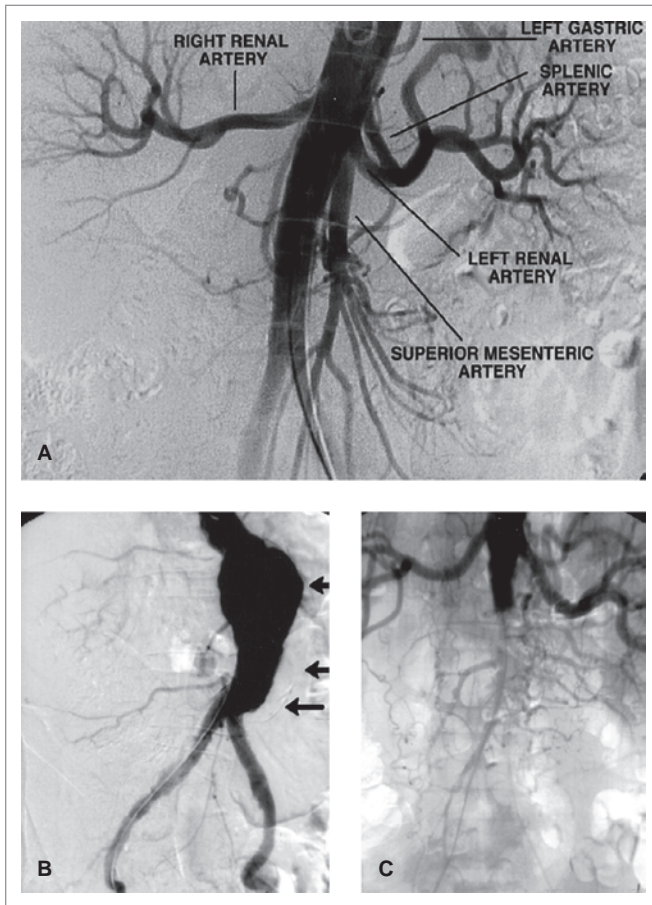 LEFT GASTRIC
ARTERY
RIGHT RENAL
ARTERY
SPLENIC
ARTERY
LEFT RENAL
ARTERY
SUPERIOR MESENTERIC
ARTERY
A
B
C